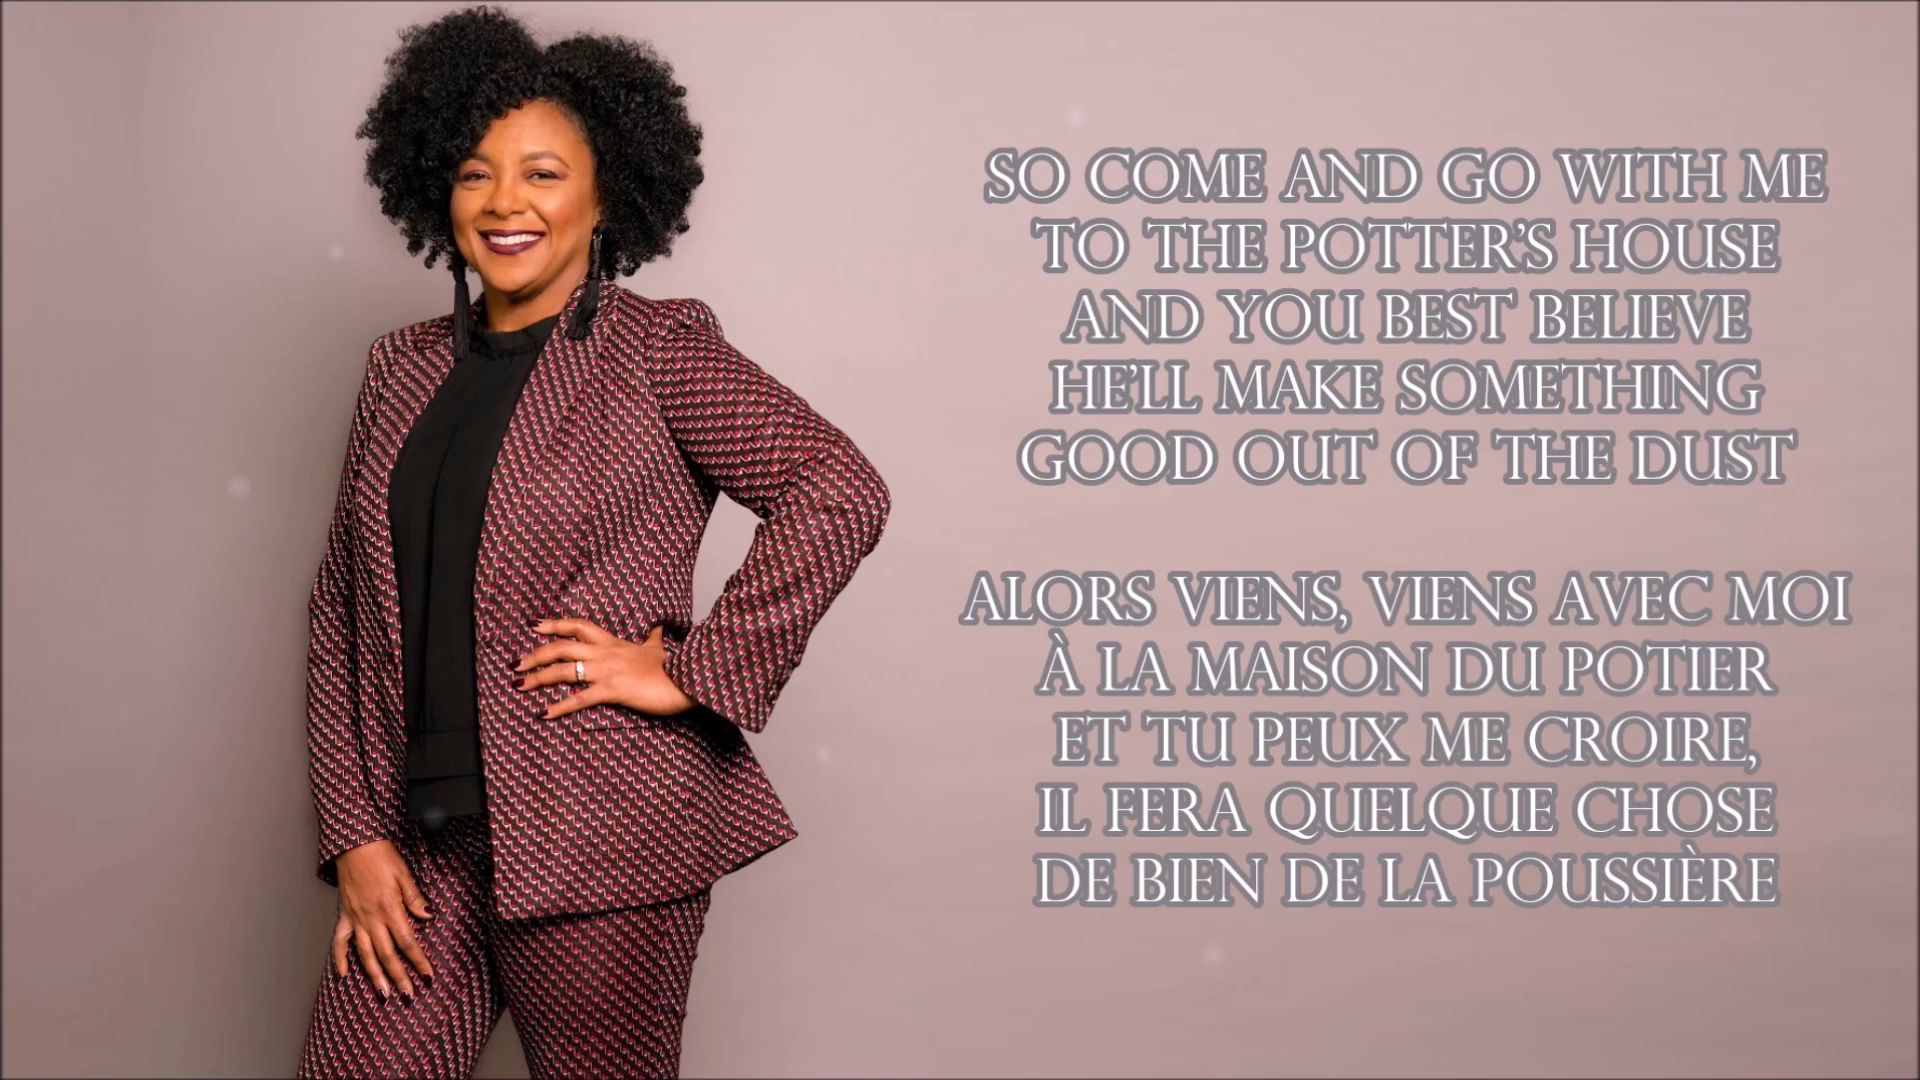 SO COME AND GO WITH ME
TO THE POTTER'S HOUSE
AND YOU BEST BELIEVE
HE'LL MAKE SOMETHING
GOOD OUT OF THE DUST
ALORS VIENS, VIENS AVEC MOI
À LA MAISON DU POTIER
ET TU PEUX ME CROIRE,
IL FERA QUELQUE CHOSE
DE BIEN DE LA POUSSIÈRE